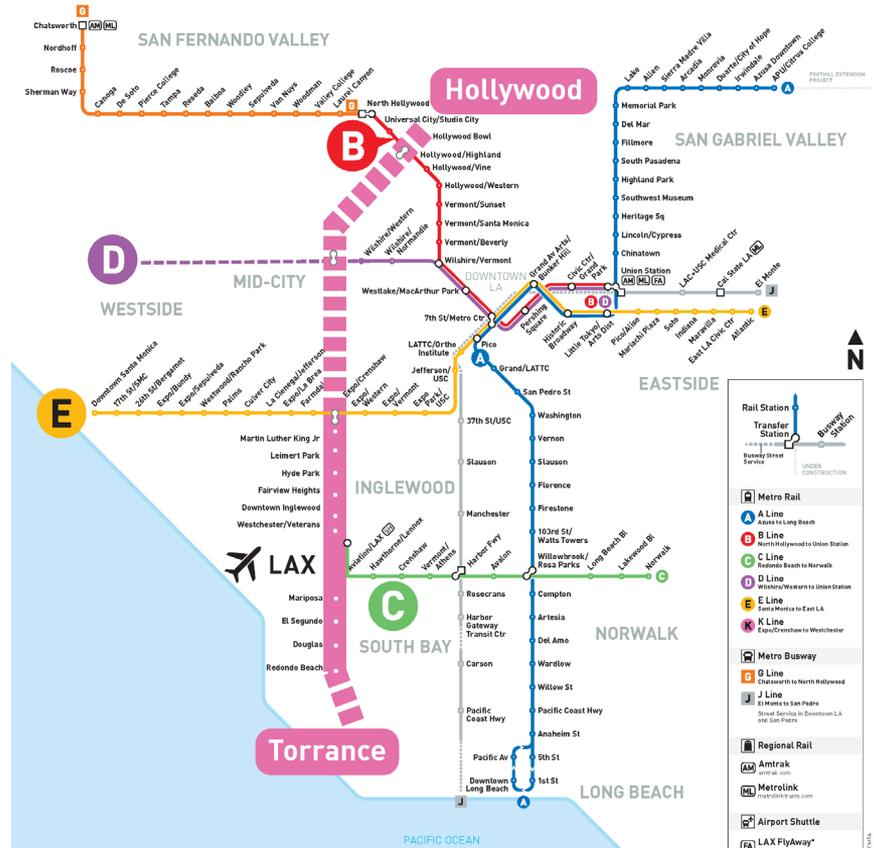 G
Chatsworth AM ML
Nordhoff
Roscoe
Sherman Way
SAN FERNANDO VALLEY
Canoga
De Soto
Pierce College
Tampa
Reseda
Balboa
Woodley
Sepulveda
Van Nuys
Woodman
Valley College
Laurel Canyon
G
North Hollywood
Universal City/Studio City
Hollywood
Hollywood Bowl
B
Hollywood/Highland
Hollywood/Vine
Hollywood/Western
Vermont/Sunset
Vermont/Santa Monica
Vermont/Beverly
Wilshire/Vermont
Lake
Allen
Sierra Madre Villa
Arcadia
Monrovia
Duarte/City of Hope
Irwindale
Azusa Downtown
APU/Citrus College
A
FOOTHILL EXTENSION
PROJECT
Memorial Park
Del Mar
Fillmore
South Pasadena
Highland Park
Southwest Museum
Heritage Sq
Lincoln/Cypress
Chinatown
Union Station
AM ML FA
SAN GABRIEL VALLEY
D
MID-CITY
WESTSIDE
Wilshire/Western
Wilshire/
Normandie
Westlake/MacArthur Park
7th St/Metro Ctr
DOWNTOWN
LA
Grand Av Arts/
Bunker Hill
Civic Ctr/
Grand
Park
B D
J
Pershing
Square
Historic
Broadway
Little Tokyo/
Arts Dist
LAC+USC Medical Ctr
Cal State LA ML
El Monte
J
Pico/Aliso
Mariachi Plaza
Soto
Indiana
Maravilla
East LA Civic Ctr
Atlantic
E
EASTSIDE
N
LATTC/Ortho
Institute
Jefferson/
USC
Pico
A
Grand/LATTC
San Pedro St
Washington
Vernon
Slauson
Florence
Firestone
103rd St/
Watts Towers
Willowbrook/
Rosa Parks
E
Downtown Santa Monica
17th St/SMC
26th St/Bergamot
Expo/Bundy
Expo/Sepulveda
Westwood/Rancho Park
Palms
Culver City
La Cienega/Jefferson
Expo/La Brea
Farmdale
Expo/Crenshaw
Expo/
Western
Expo/
Vermont
Expo
Park/
USC
37th St/USC
Slauson
Manchester
Martin Luther King Jr
Leimert Park
Hyde Park
Fairview Heights
Downtown Inglewood
Westchester/Veterans
INGLEWOOD
LAX
Aviation/LAX
Hawthorne/Lennox
Crenshaw
Vermont/
Athens
Harbor Fwy
Avalon
Long Beach Bl
Lakewood Bl
Norwalk
C
C
SOUTH BAY
NORWALK
Mariposa
El Segundo
Douglas
Redondo Beach
Torrance
Rosecrans
Harbor
Gateway
Transit Ctr
Carson
Pacific
Coast Hwy
J
Compton
Artesia
Del Amo
Wardlow
Willow St
Pacific Coast Hwy
Anaheim St
Pacific Av
5th St
Downtown
Long Beach
1st St
A
LONG BEACH
PACIFIC OCEAN
Rail Station
Transfer
Station
Busway
Station
Busway Street
Service
UNDER
CONSTRUCTION
Metro Rail
A A Line
Azusa to Long Beach
B B Line
North Hollywood to Union Station
C C Line
Redondo Beach to Norwalk
D D Line
Wilshire/Western to Union Station
E E Line
Santa Monica to East LA
K K Line
Expo/Crenshaw to Westchester
Metro Busway
G G Line
Chatsworth to North Hollywood
J J Line
El Monte to San Pedro
Street Service in Downtown LA
and San Pedro
Regional Rail
AM Amtrak
amtrak.com
ML Metrolink
metrolinktrains.com
Airport Shuttle
FA LAX FlyAway*